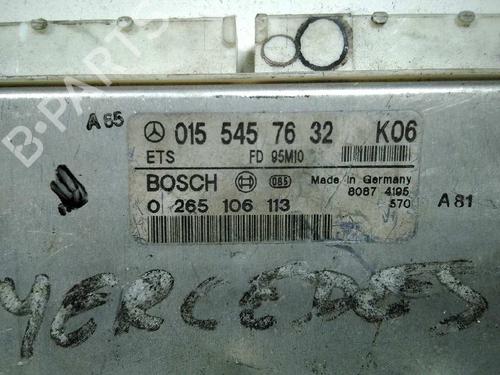 B-PARTS
A65
015 545 76 32 K06
ETS FD 95M10
BOSCH 085 Made in Germany
8087 4195
0 265 106 113 570
A81
MERCEDES